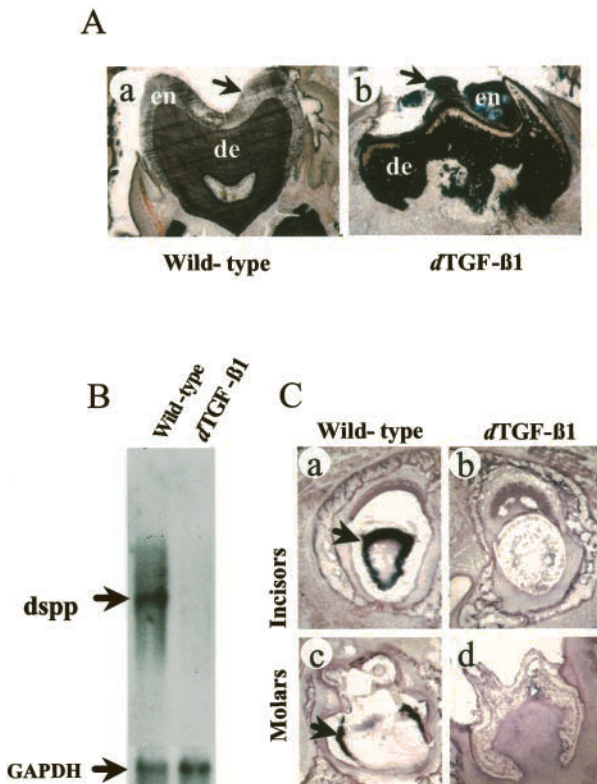 A
a
en
de
b
en
de
Wild- type
dTGF-ß1
B
Wild-type
dTGF-ß1
dspp
GAPDH
C
Wild- type
dTGF-ß1
Incisors
a
b
Molars
c
d